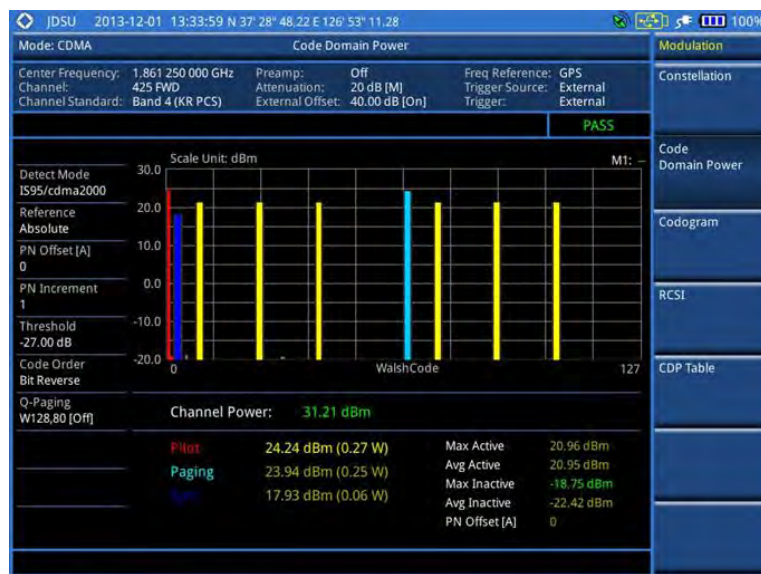 JDSU 2013-12-01 13:33:59 N 37° 28" 48.22 E 126° 53" 11.28 100%
Mode: CDMA Code Domain Power Modulation
Center Frequency: 1.861 250 000 GHz Preamp: Off Freq Reference: GPS
Channel: 425 FWD Attenuation: 20 dB [M] Trigger Source: External
Channel Standard: Band 4 (KR PCS) External Offset: 40.00 dB [On] Trigger: External
PASS
Scale Unit: dBm M1: --
30.0
20.0
10.0
0.0
-10.0
-20.0
0 WalshCode 127
Detect Mode
IS95/cdma2000
Reference
Absolute
PN Offset [A]
0
PN Increment
1
Threshold
-27.00 dB
Code Order
Bit Reverse
Q-Paging
W128,80 [Off]
Channel Power: 31.21 dBm
Pilot 24.24 dBm (0.27 W)
Paging 23.94 dBm (0.25 W)
Sync 17.93 dBm (0.06 W)
Max Active 20.96 dBm
Avg Active 20.95 dBm
Max Inactive -18.75 dBm
Avg Inactive -22.42 dBm
PN Offset [A] 0
Constellation
Code
Domain Power
Codogram
RCSI
CDP Table